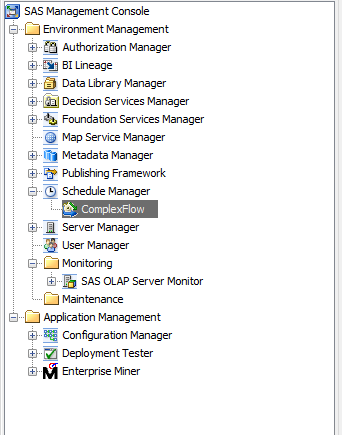 SAS Management Console
Environment Management
Authorization Manager
BI Lineage
Data Library Manager
Decision Services Manager
Foundation Services Manager
Map Service Manager
Metadata Manager
Publishing Framework
Schedule Manager
ComplexFlow
Server Manager
User Manager
Monitoring
SAS OLAP Server Monitor
Maintenance
Application Management
Configuration Manager
Deployment Tester
Enterprise Miner